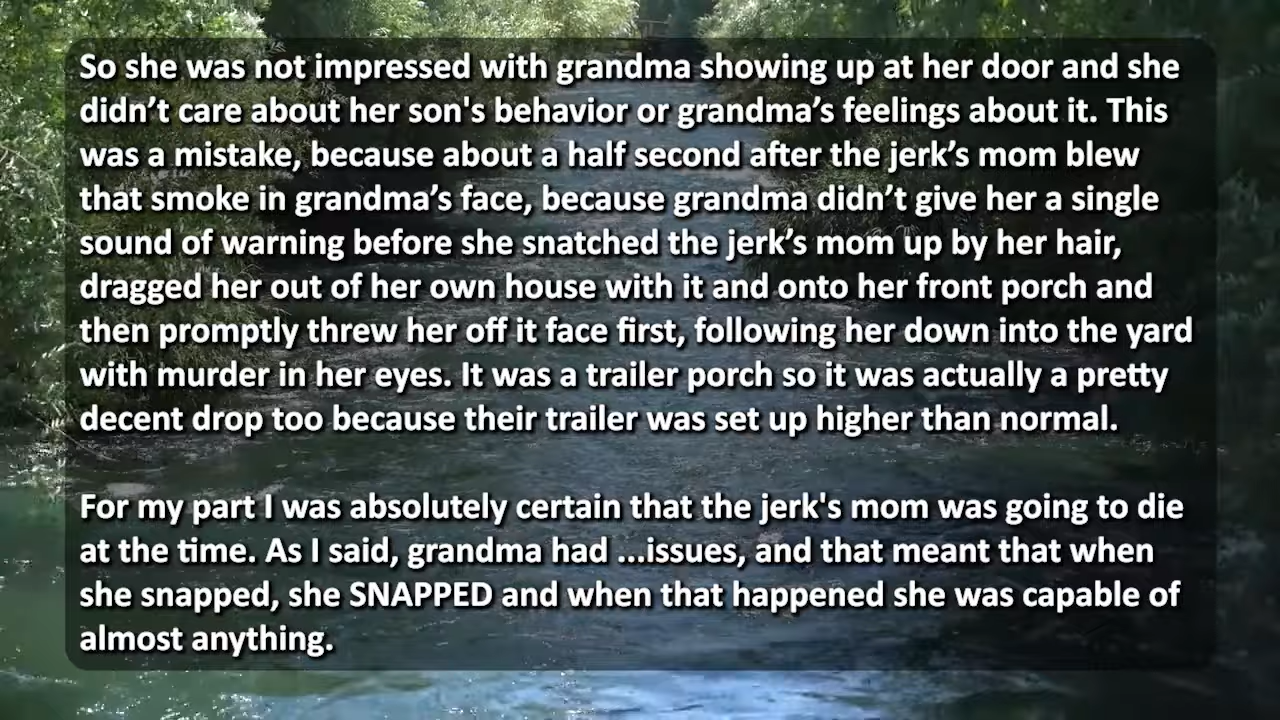 So she was not impressed with grandma showing up at her door and she
didn’t care about her son's behavior or grandma’s feelings about it. This
was a mistake, because about a half second after the jerk’s mom blew
that smoke in grandma’s face, because grandma didn’t give her a single
sound of warning before she snatched the jerk’s mom up by her hair,
dragged her out of her own house with it and onto her front porch and
then promptly threw her off it face first, following her down into the yard
with murder in her eyes. It was a trailer porch so it was actually a pretty
decent drop too because their trailer was set up higher than normal.
For my part I was absolutely certain that the jerk's mom was going to die
at the time. As I said, grandma had ...issues, and that meant that when
she snapped, she SNAPPED and when that happened she was capable of
almost anything.